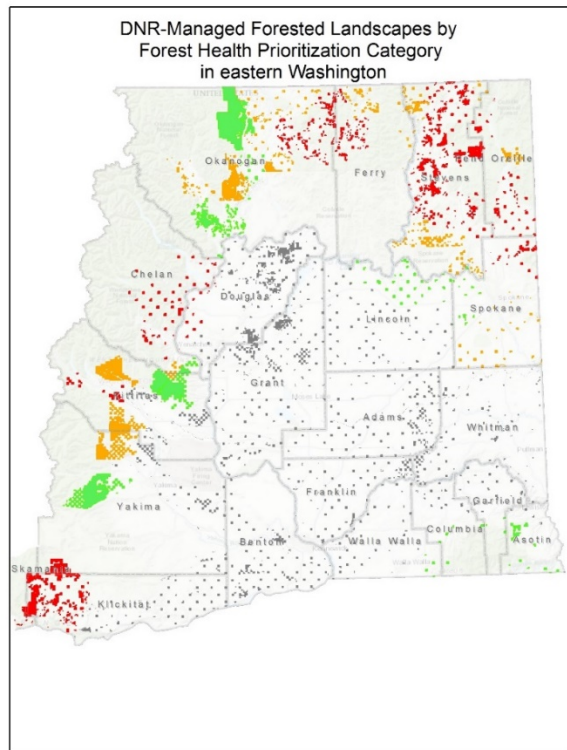 DNR-Managed Forested Landscapes by
Forest Health Prioritization Category
in eastern Washington
Okanogan
Ferry
Stevens
Pend Oreille
Chelan
Douglas
Lincoln
Spokane
Kittitas
Grant
Adams
Whitman
Yakima
Franklin
Garfield
Benton
Walla Walla
Columbia
Asotin
Skamania
Klickitat